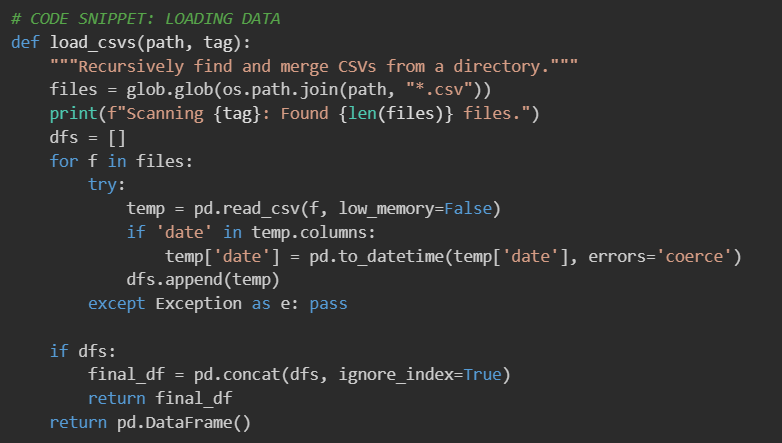 # CODE SNIPPET: LOADING DATA
def load_csvs(path, tag):
    """Recursively find and merge CSVs from a directory."""
    files = glob.glob(os.path.join(path, "*.csv"))
    print(f"Scanning {tag}: Found {len(files)} files.")
    dfs = []
    for f in files:
        try:
            temp = pd.read_csv(f, low_memory=False)
            if 'date' in temp.columns:
                temp['date'] = pd.to_datetime(temp['date'], errors='coerce')
            dfs.append(temp)
        except Exception as e: pass

    if dfs:
        final_df = pd.concat(dfs, ignore_index=True)
        return final_df
    return pd.DataFrame()